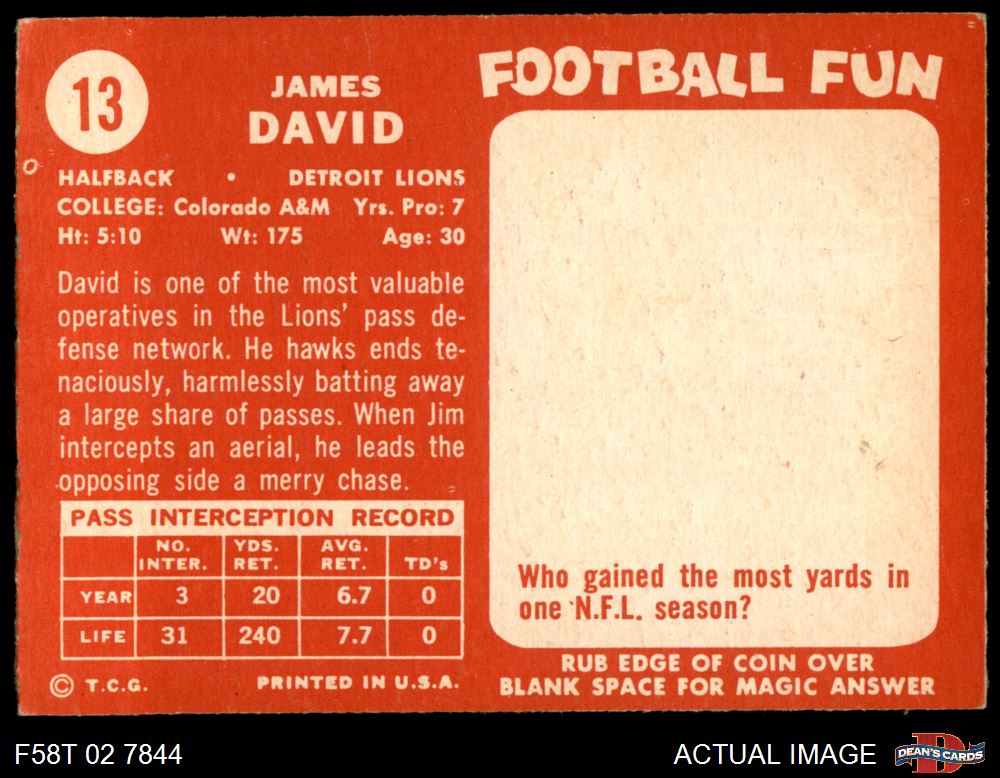 13
JAMES
DAVID
HALFBACK • DETROIT LIONS
COLLEGE: Colorado A&M Yrs. Pro: 7
Ht: 5:10 Wt: 175 Age: 30
David is one of the most valuable
operatives in the Lions' pass de-
fense network. He hawks ends te-
naciously, harmlessly batting away
a large share of passes. When Jim
intercepts an aerial, he leads the
opposing side a merry chase.
PASS INTERCEPTION RECORD
NO. INTER. YDS. RET. AVG. RET. TD's
YEAR 3 20 6.7 0
LIFE 31 240 7.7 0
© T.C.G. PRINTED IN U.S.A.
FOOTBALL FUN
Who gained the most yards in
one N.F.L. season?
RUB EDGE OF COIN OVER
BLANK SPACE FOR MAGIC ANSWER
F58T 02 7844
ACTUAL IMAGE
D
DEAN'S CARDS